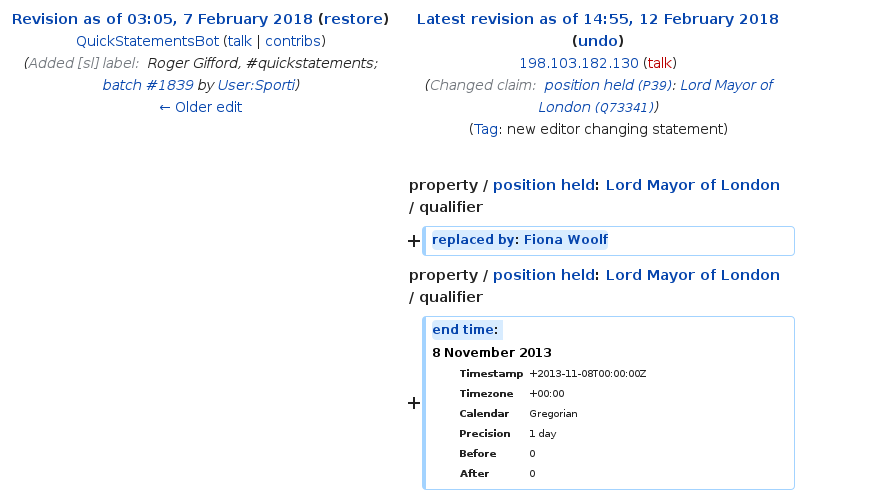 Revision as of 03:05, 7 February 2018 (restore)
QuickStatementsBot (talk | contribs)
(Added [sl] label: Roger Gifford, #quickstatements;
batch #1839 by User:Sporti)
← Older edit
Latest revision as of 14:55, 12 February 2018
(undo)
198.103.182.130 (talk)
(Changed claim: position held (P39): Lord Mayor of
London (Q73341))
(Tag: new editor changing statement)
property / position held: Lord Mayor of London
/ qualifier
+ replaced by: Fiona Woolf
property / position held: Lord Mayor of London
/ qualifier
+ end time:
8 November 2013
Timestamp +2013-11-08T00:00:00Z
Timezone +00:00
Calendar Gregorian
Precision 1 day
Before 0
After 0